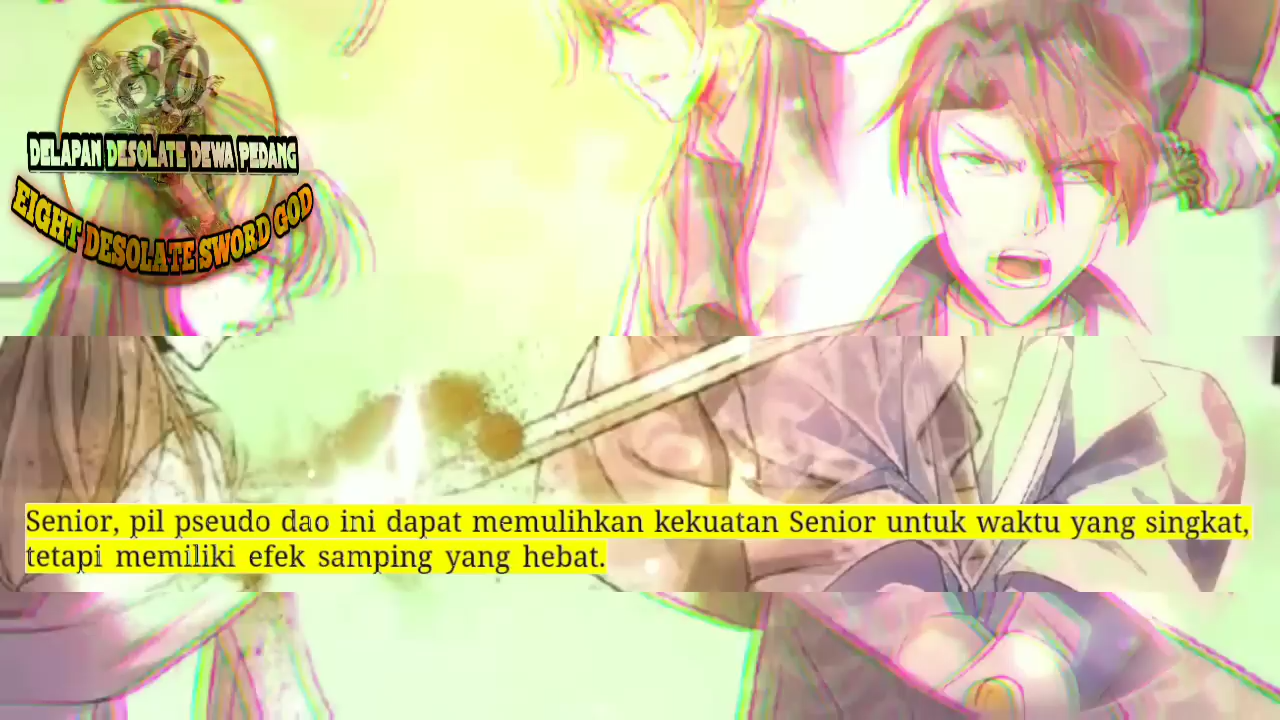 80
DELAPAN DESOLATE DEWA PEDANG
EIGHT DESOLATE SWORD GOD
Senior, pil pseudo dao ini dapat memulihkan kekuatan Senior untuk waktu yang singkat,
tetapi memiliki efek samping yang hebat.